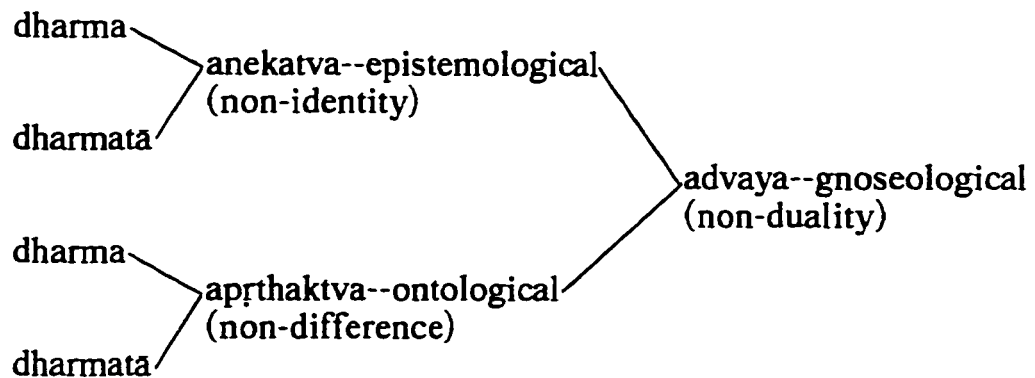 dharma
anekatva--epistemological
(non-identity)
dharmatā
advaya--gnoseological
(non-duality)
dharma
apṛthaktva--ontological
(non-difference)
dharmatā